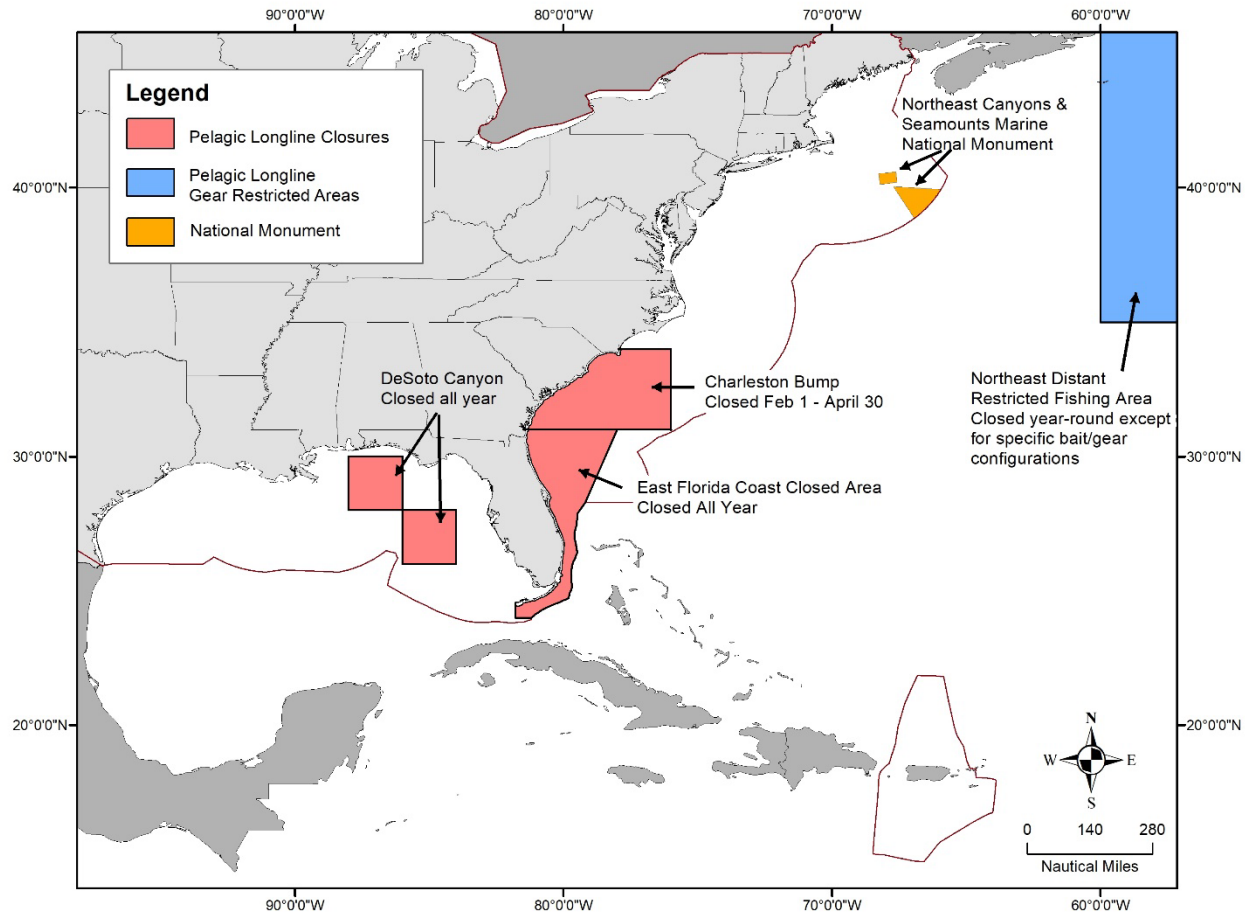 90°0'0"W
80°0'0"W
70°0'0"W
60°0'0"W
Legend
Pelagic Longline Closures
Pelagic Longline
Gear Restricted Areas
National Monument
Northeast Canyons &
Seamounts Marine
National Monument
40°0'0"N
40°0'0"N
DeSoto Canyon
Closed all year
Charleston Bump
Closed Feb 1 - April 30
Northeast Distant
Restricted Fishing Area
Closed year-round except
for specific bait/gear
configurations
30°0'0"N
30°0'0"N
East Florida Coast Closed Area
Closed All Year
20°0'0"N
20°0'0"N
N
W
E
S
0
140
280
Nautical Miles
90°0'0"W
80°0'0"W
70°0'0"W
60°0'0"W